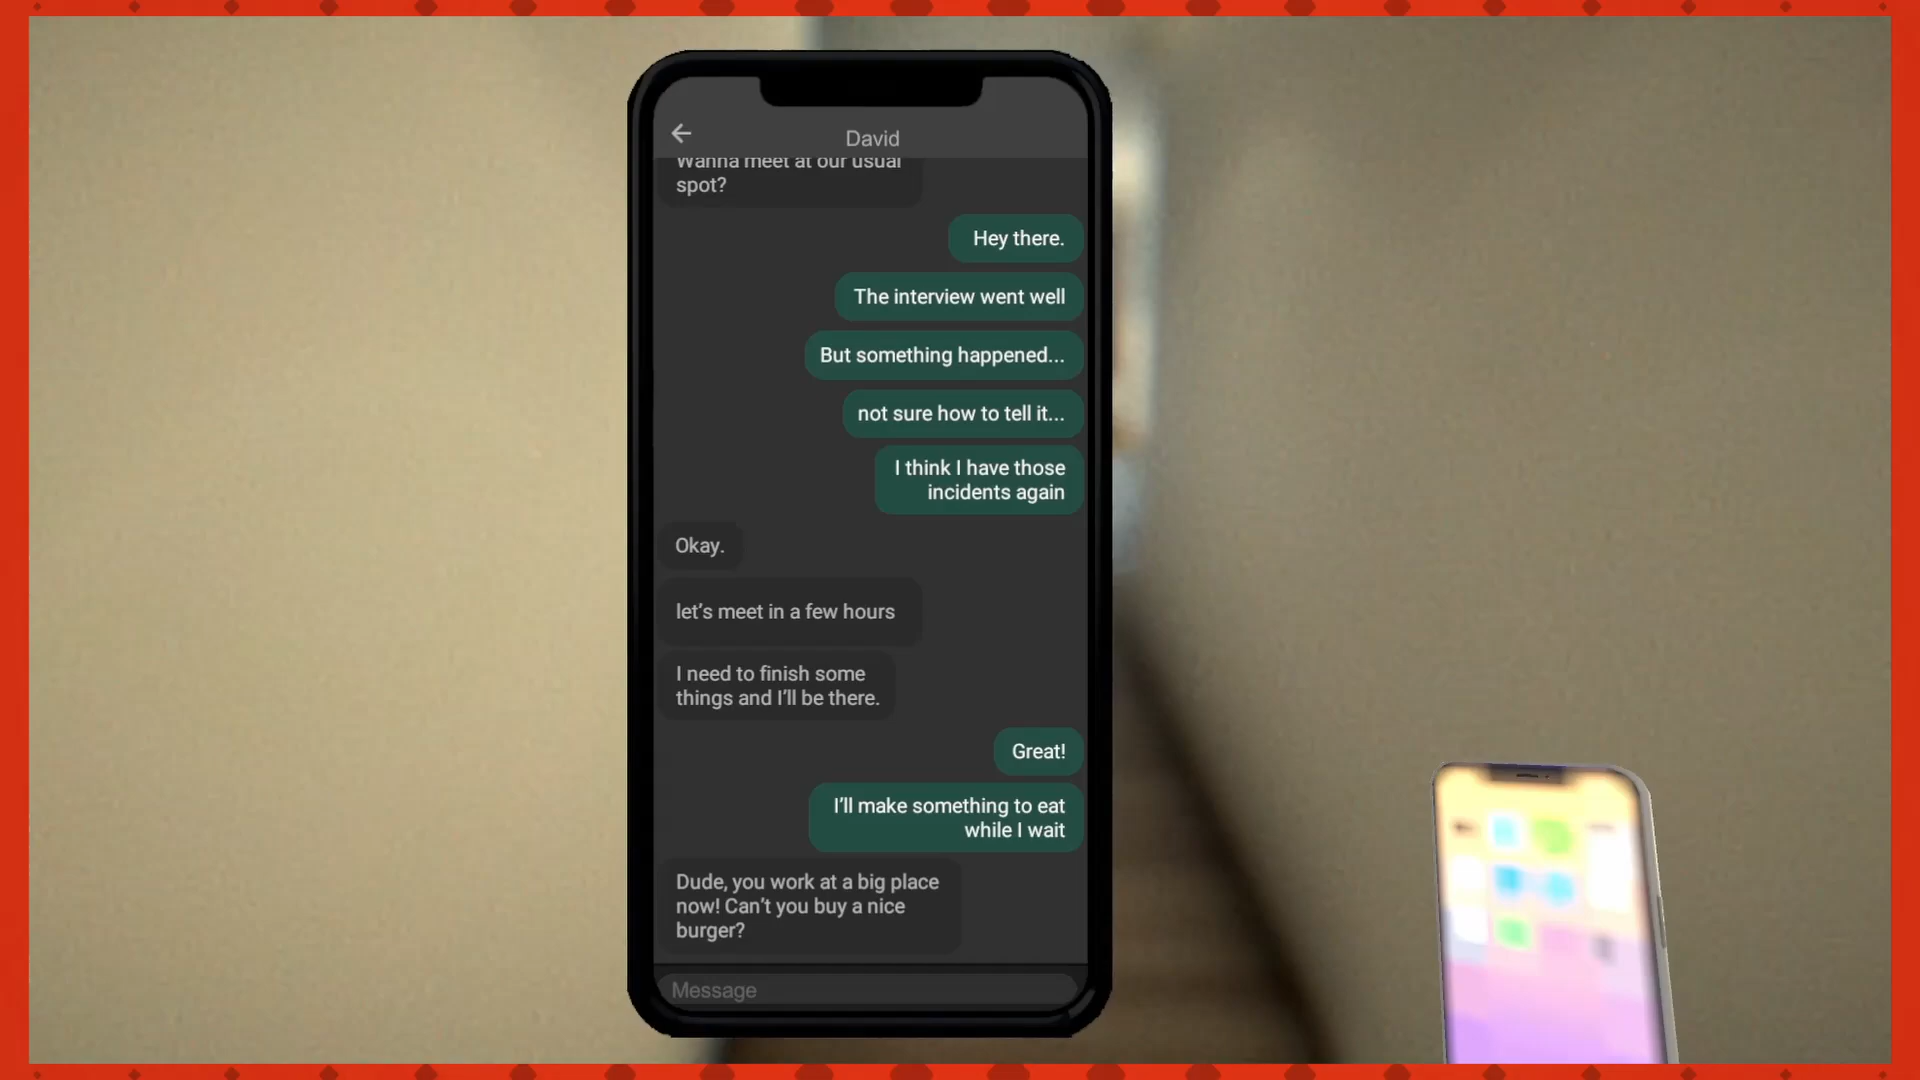 David
Wanna meet at our usual
spot?
Hey there.
The interview went well
But something happened...
not sure how to tell it...
I think I have those
incidents again
Okay.
let's meet in a few hours
I need to finish some
things and I'll be there.
Great!
I'll make something to eat
while I wait
Dude, you work at a big place
now! Can't you buy a nice
burger?
Message